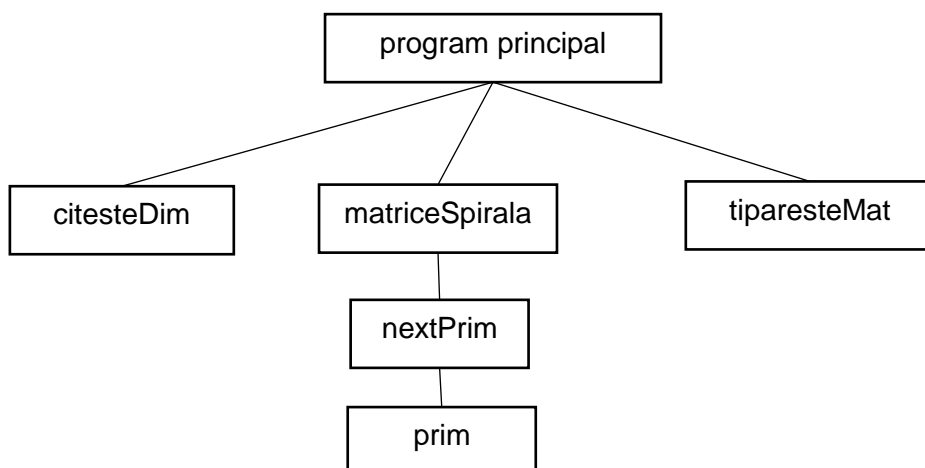 program principal
citesteDim
matriceSpirala
tiparesteMat
nextPrim
prim